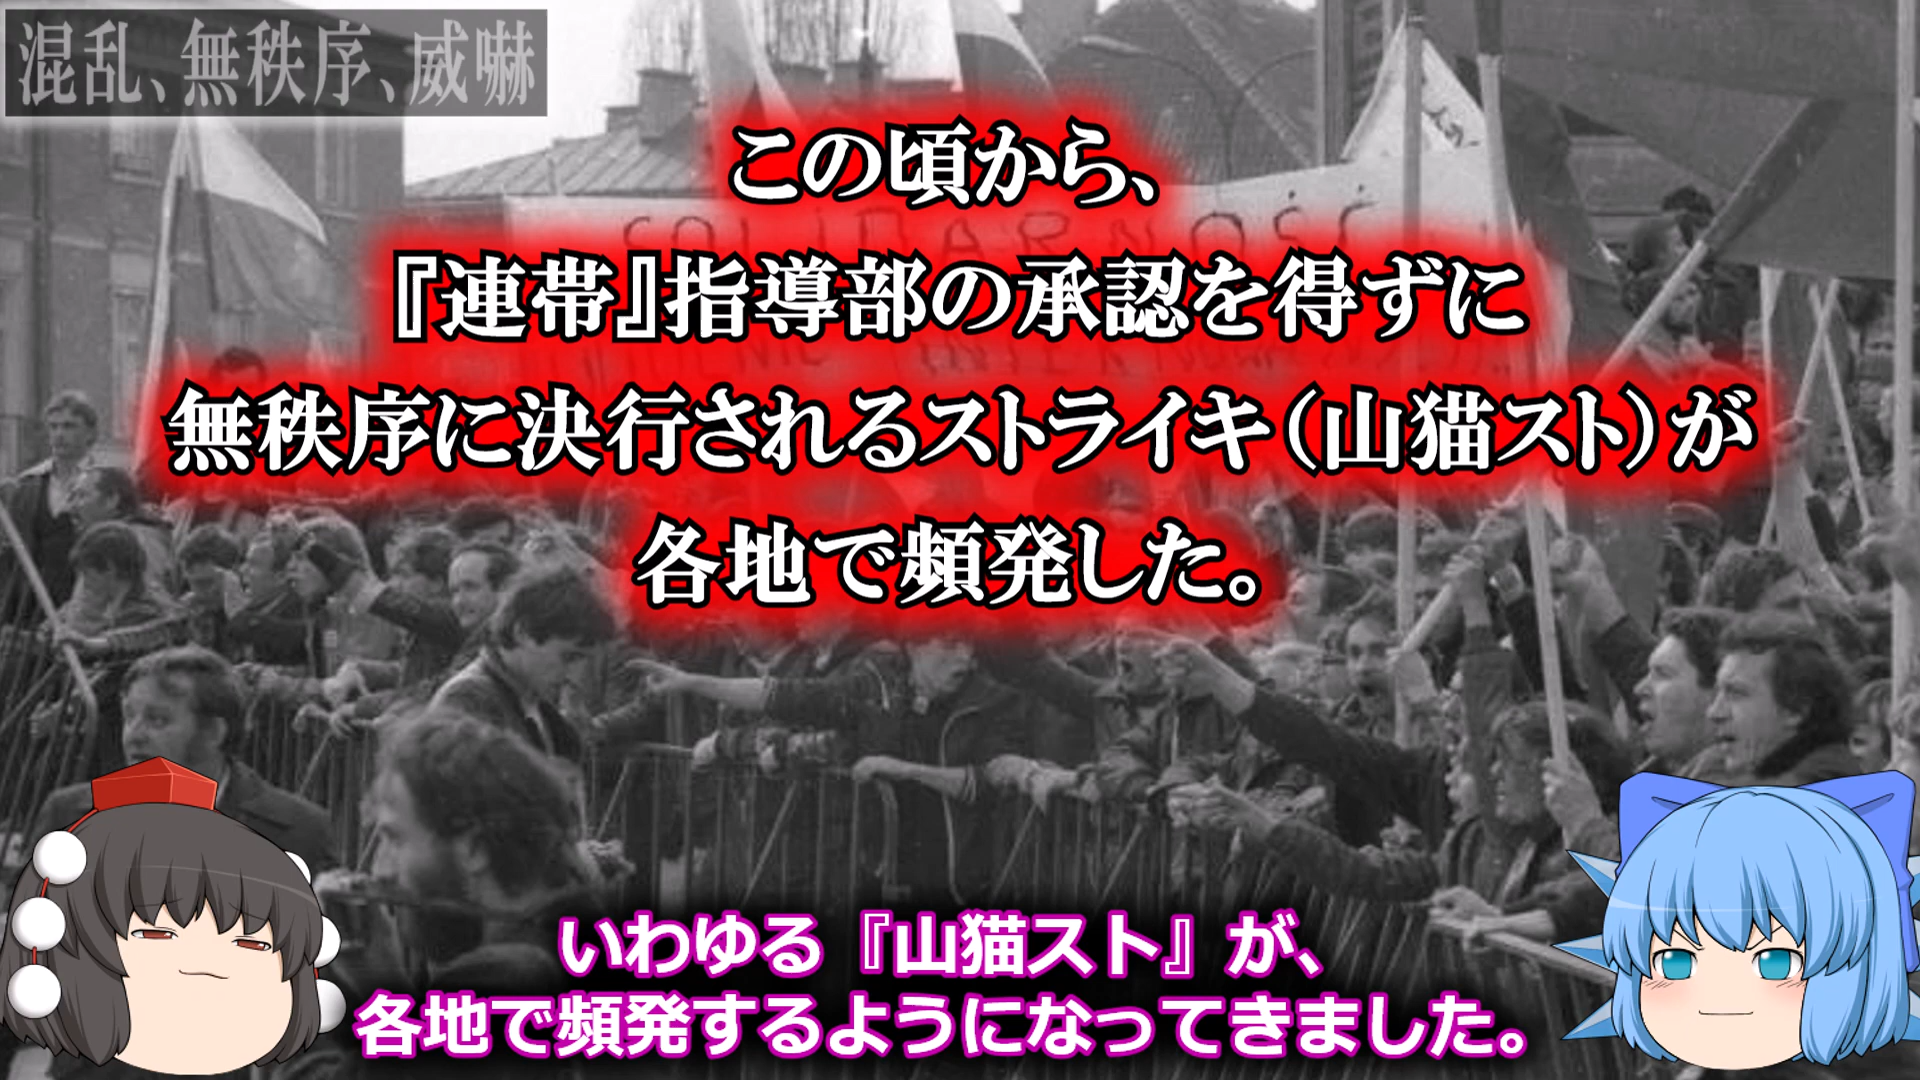 混乱、無秩序、威嚇
この頃から、
『連帯』指導部の承認を得ずに
無秩序に決行されるストライキ（山猫スト）が
各地で頻発した。
SOLIDARNOŚĆ
いわゆる『山猫スト』が、
各地で頻発するようになってきました。